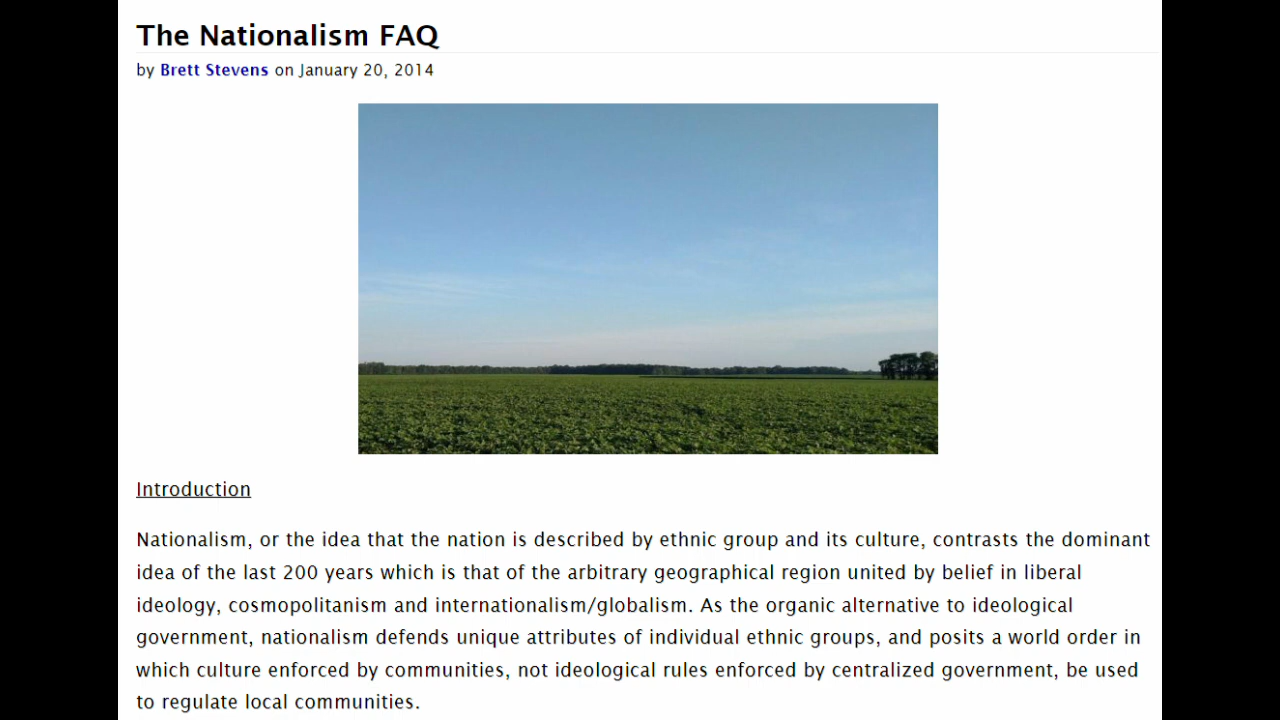 The Nationalism FAQ
by Brett Stevens on January 20, 2014
Introduction
Nationalism, or the idea that the nation is described by ethnic group and its culture, contrasts the dominant
idea of the last 200 years which is that of the arbitrary geographical region united by belief in liberal
ideology, cosmopolitanism and internationalism/globalism. As the organic alternative to ideological
government, nationalism defends unique attributes of individual ethnic groups, and posits a world order in
which culture enforced by communities, not ideological rules enforced by centralized government, be used
to regulate local communities.